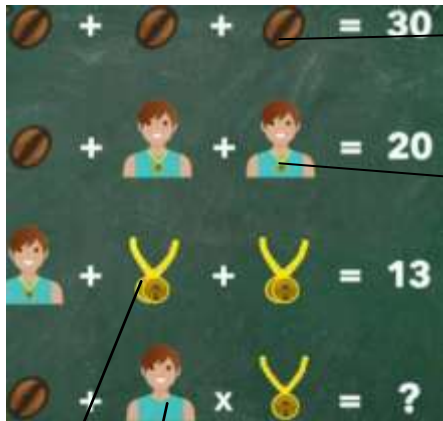 + + = 30
+ + = 20
+ + = 13
+ x = ?